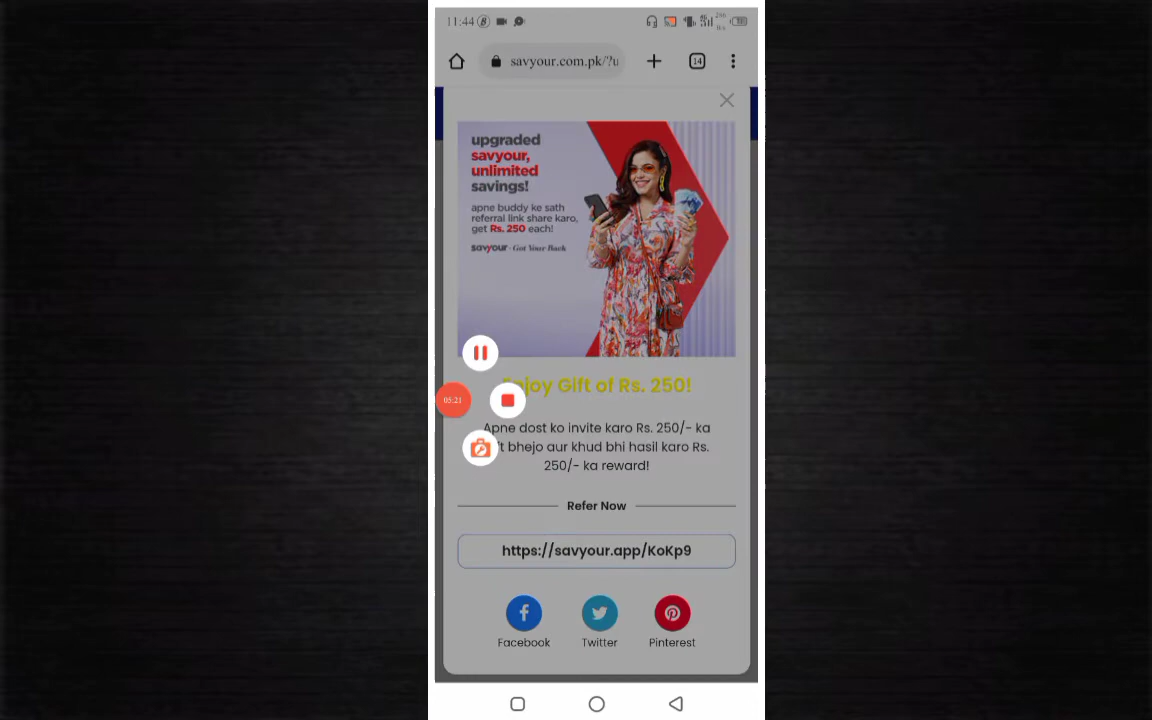 11:44
savyour.com.pk/?u
14
upgraded
savyour,
unlimited
savings!
apne buddy ke sath
referral link share karo,
get Rs. 250 each!
savyour - Got Your Back
Enjoy Gift of Rs. 250!
05:21
Apne dost ko invite karo Rs. 250/- ka
bhejo aur khud bhi hasil karo Rs.
250/- ka reward!
Refer Now
https://savyour.app/KoKp9
Facebook
Twitter
Pinterest